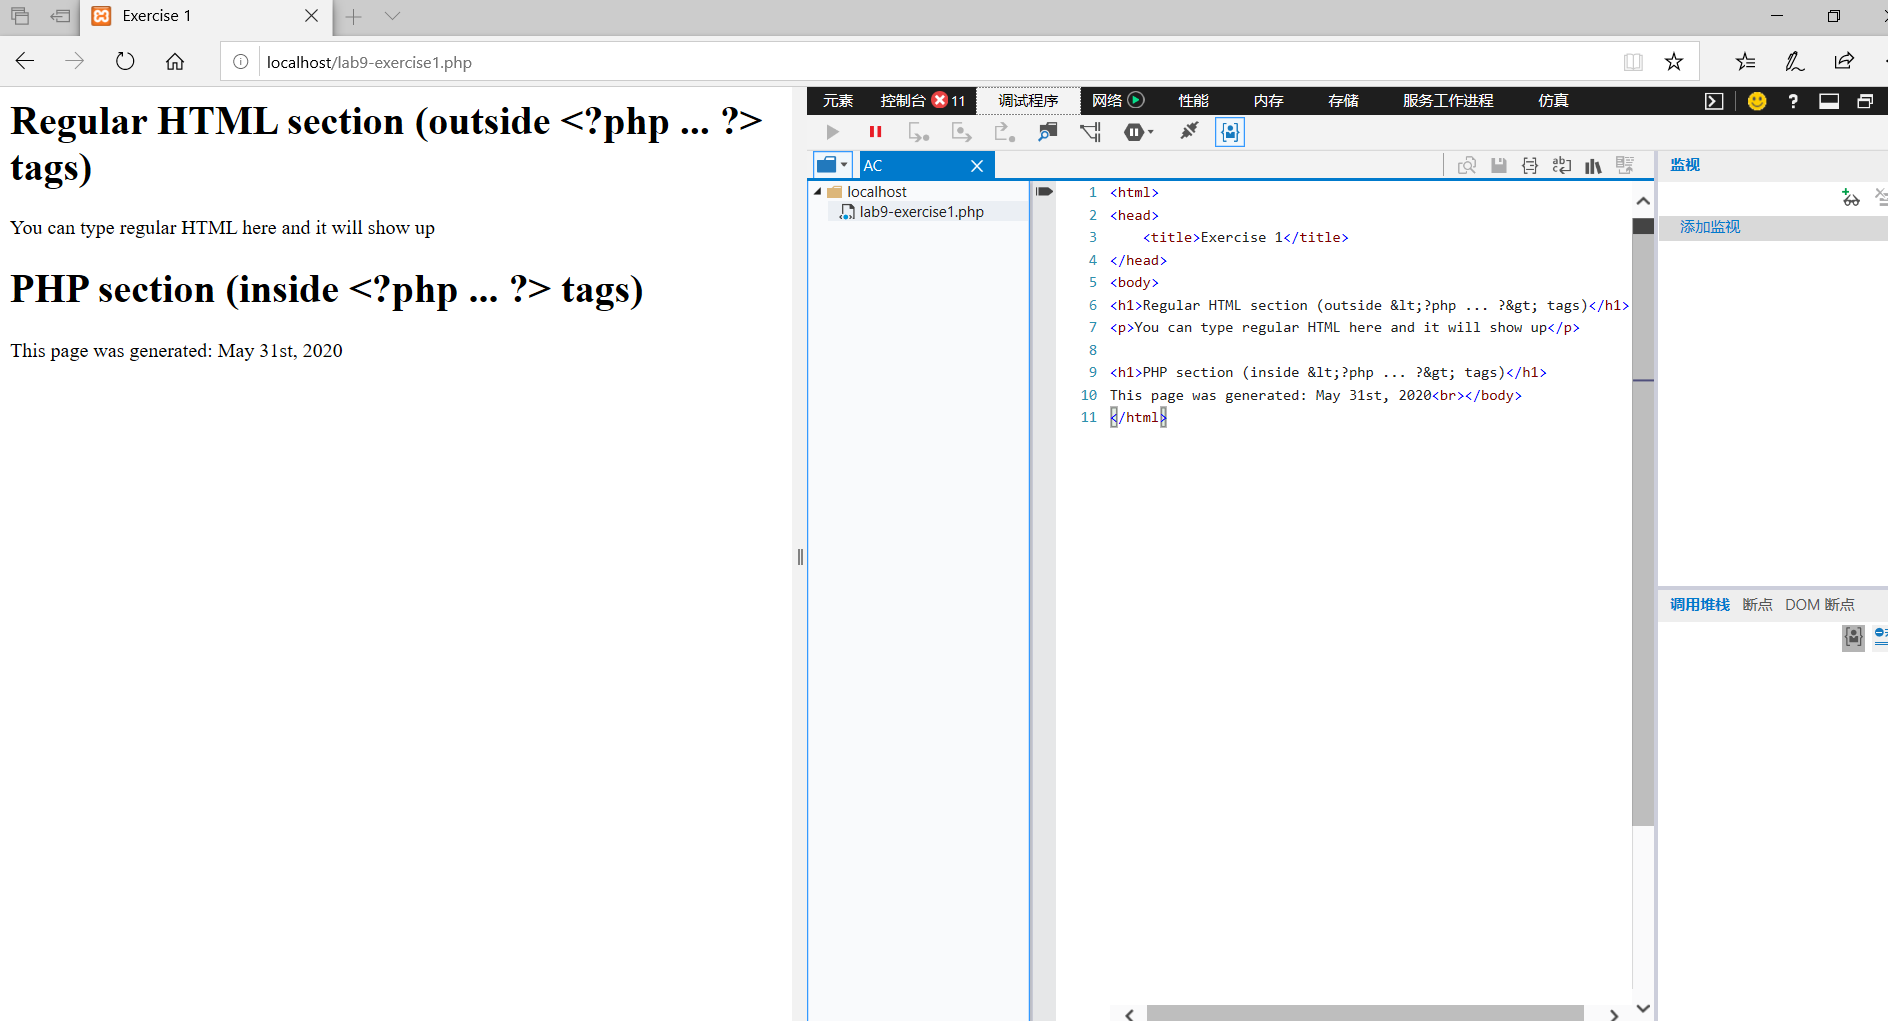 Exercise 1
localhost/lab9-exercise1.php
Regular HTML section (outside <?php ... ?>
tags)
You can type regular HTML here and it will show up
PHP section (inside <?php ... ?> tags)
This page was generated: May 31st, 2020
元素 控制台 11 调试程序 网络 性能 内存 存储 服务工作进程 仿真 ?
AC
localhost
lab9-exercise1.php
1 <html>
2 <head>
3     <title>Exercise 1</title>
4 </head>
5 <body>
6 <h1>Regular HTML section (outside &lt;?php ... ?&gt; tags)</h1>
7 <p>You can type regular HTML here and it will show up</p>
8
9 <h1>PHP section (inside &lt;?php ... ?&gt; tags)</h1>
10 This page was generated: May 31st, 2020<br></body>
11 </html>
监视
添加监视
调用堆栈 断点 DOM 断点